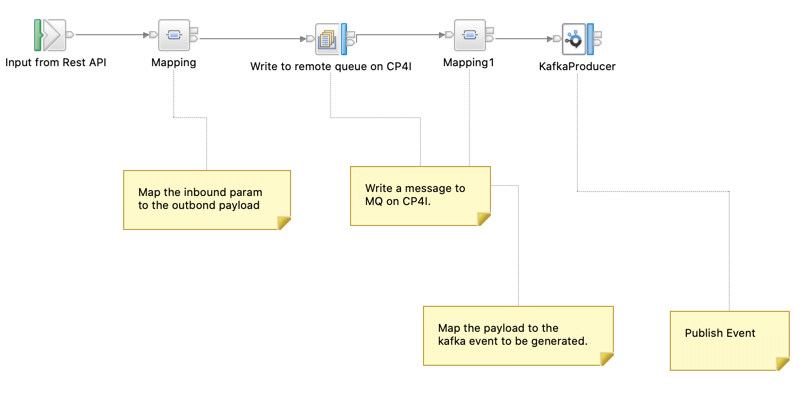 Input from Rest API
Mapping
Write to remote queue on CP4I
Mapping1
KafkaProducer
Map the inbound param
to the outbond payload
Write a message to
MQ on CP4I.
Map the payload to the
kafka event to be generated.
Publish Event